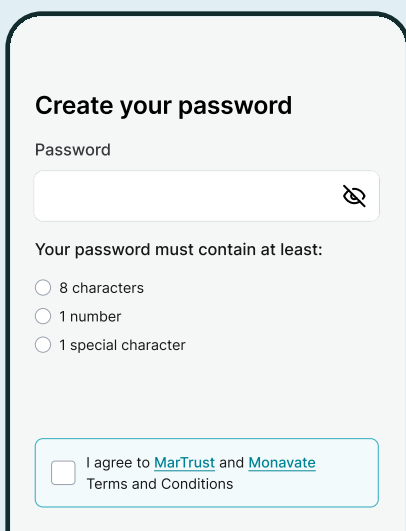 Create your password
Password
Your password must contain at least:
8 characters
1 number
1 special character
I agree to MarTrust and Monavate
Terms and Conditions